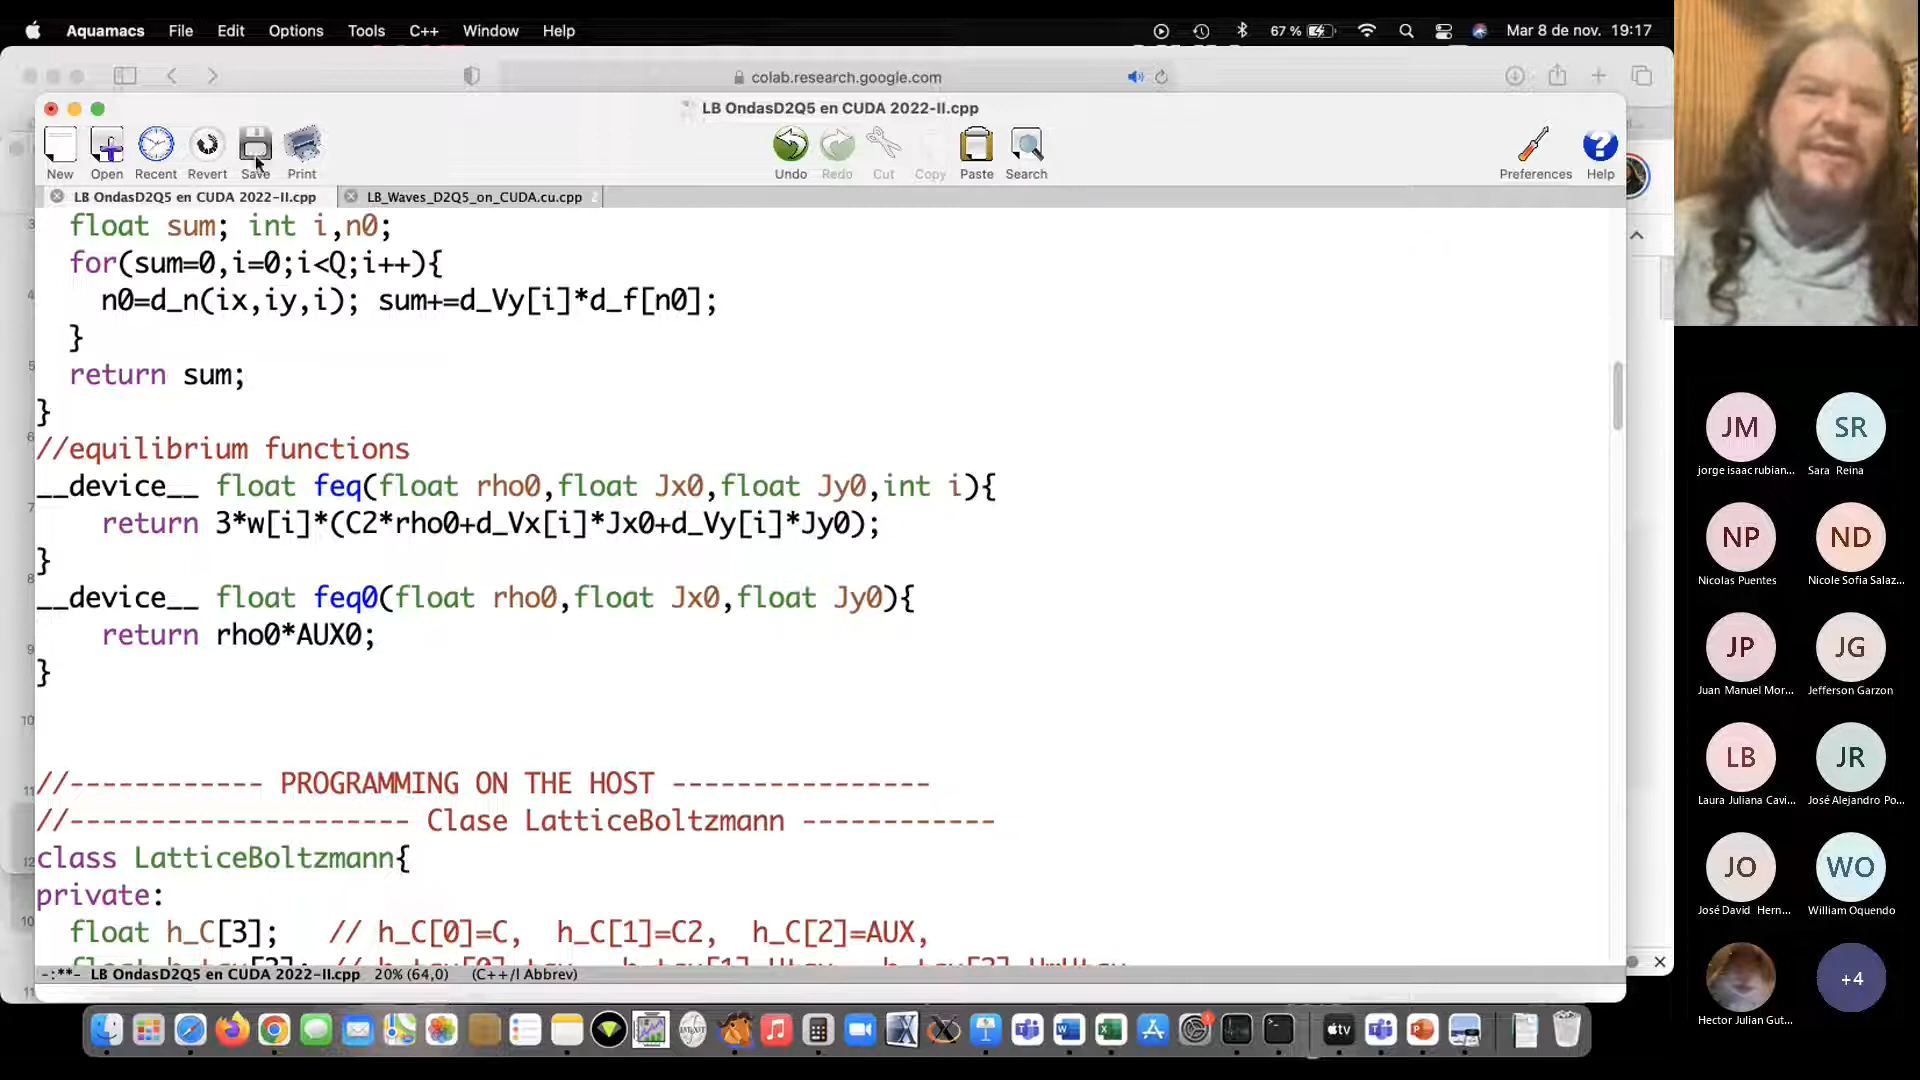 Aquamacs File Edit Options Tools C++ Window Help 67 % Mar 8 de nov. 19:17
colab.research.google.com
LB OndasD2Q5 en CUDA 2022-II.cpp
New Open Recent Revert Save Print Undo Redo Cut Copy Paste Search Preferences Help
LB OndasD2Q5 en CUDA 2022-II.cpp LB_Waves_D2Q5_on_CUDA.cu.cpp 2
float sum; int i,n0;
for(sum=0,i=0;i<Q;i++){
n0=d_n(ix,iy,i); sum+=d_Vy[i]*d_f[n0];
}
return sum;
}
//equilibrium functions
__device__ float feq(float rho0,float Jx0,float Jy0,int i){
return 3*w[i]*(C2*rho0+d_Vx[i]*Jx0+d_Vy[i]*Jy0);
}
__device__ float feq0(float rho0,float Jx0,float Jy0){
return rho0*AUX0;
}
//------------ PROGRAMMING ON THE HOST ----------------
//--------------------- Clase LatticeBoltzmann ------------
class LatticeBoltzmann{
private:
float h_C[3]; // h_C[0]=C, h_C[1]=C2, h_C[2]=AUX,
-:**- LB OndasD2Q5 en CUDA 2022-II.cpp 20% (64,0) (C++/l Abbrev)
JM SR
jorge isaac rubian... Sara Reina
NP ND
Nicolas Puentes Nicole Sofia Salaz...
JP JG
Juan Manuel Mor... Jefferson Garzon
LB JR
Laura Juliana Cavi... José Alejandro Po...
JO WO
José David Hern... William Oquendo
+4
Hector Julian Gut...
tv